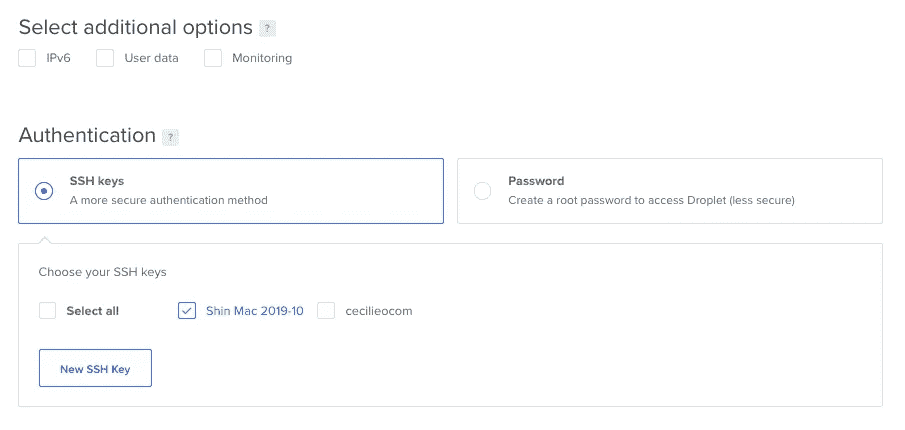 Select additional options ?
IPv6 User data Monitoring
Authentication ?
SSH keys
A more secure authentication method
Password
Create a root password to access Droplet (less secure)
Choose your SSH keys
Select all Shin Mac 2019-10 cecilieocom
New SSH Key